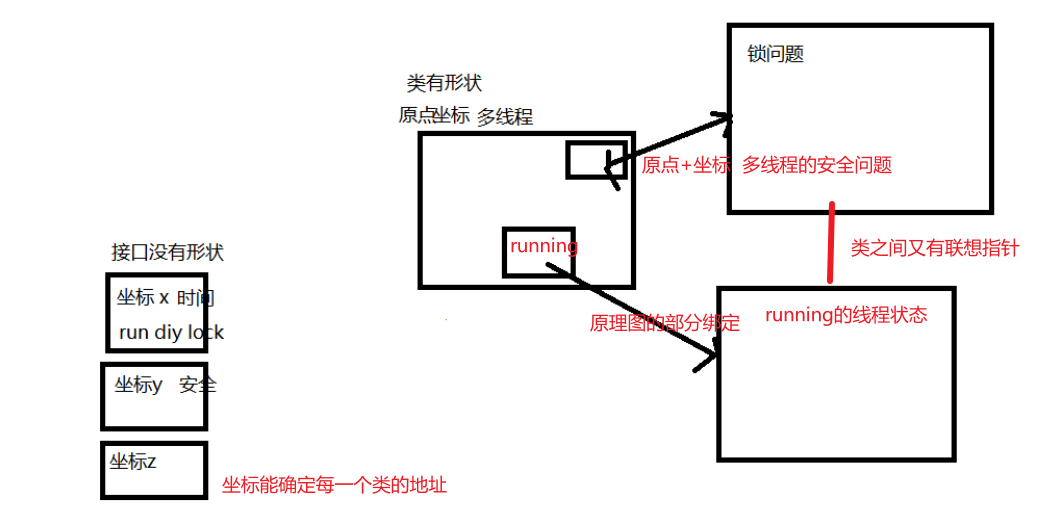 锁问题
类有形状
原点坐标 多线程
原点+坐标 多线程的安全问题
running
类之间又有联想指针
接口没有形状
坐标 x 时间
run diy lock
原理图的部分绑定
running的线程状态
坐标y 安全
坐标z
坐标能确定每一个类的地址